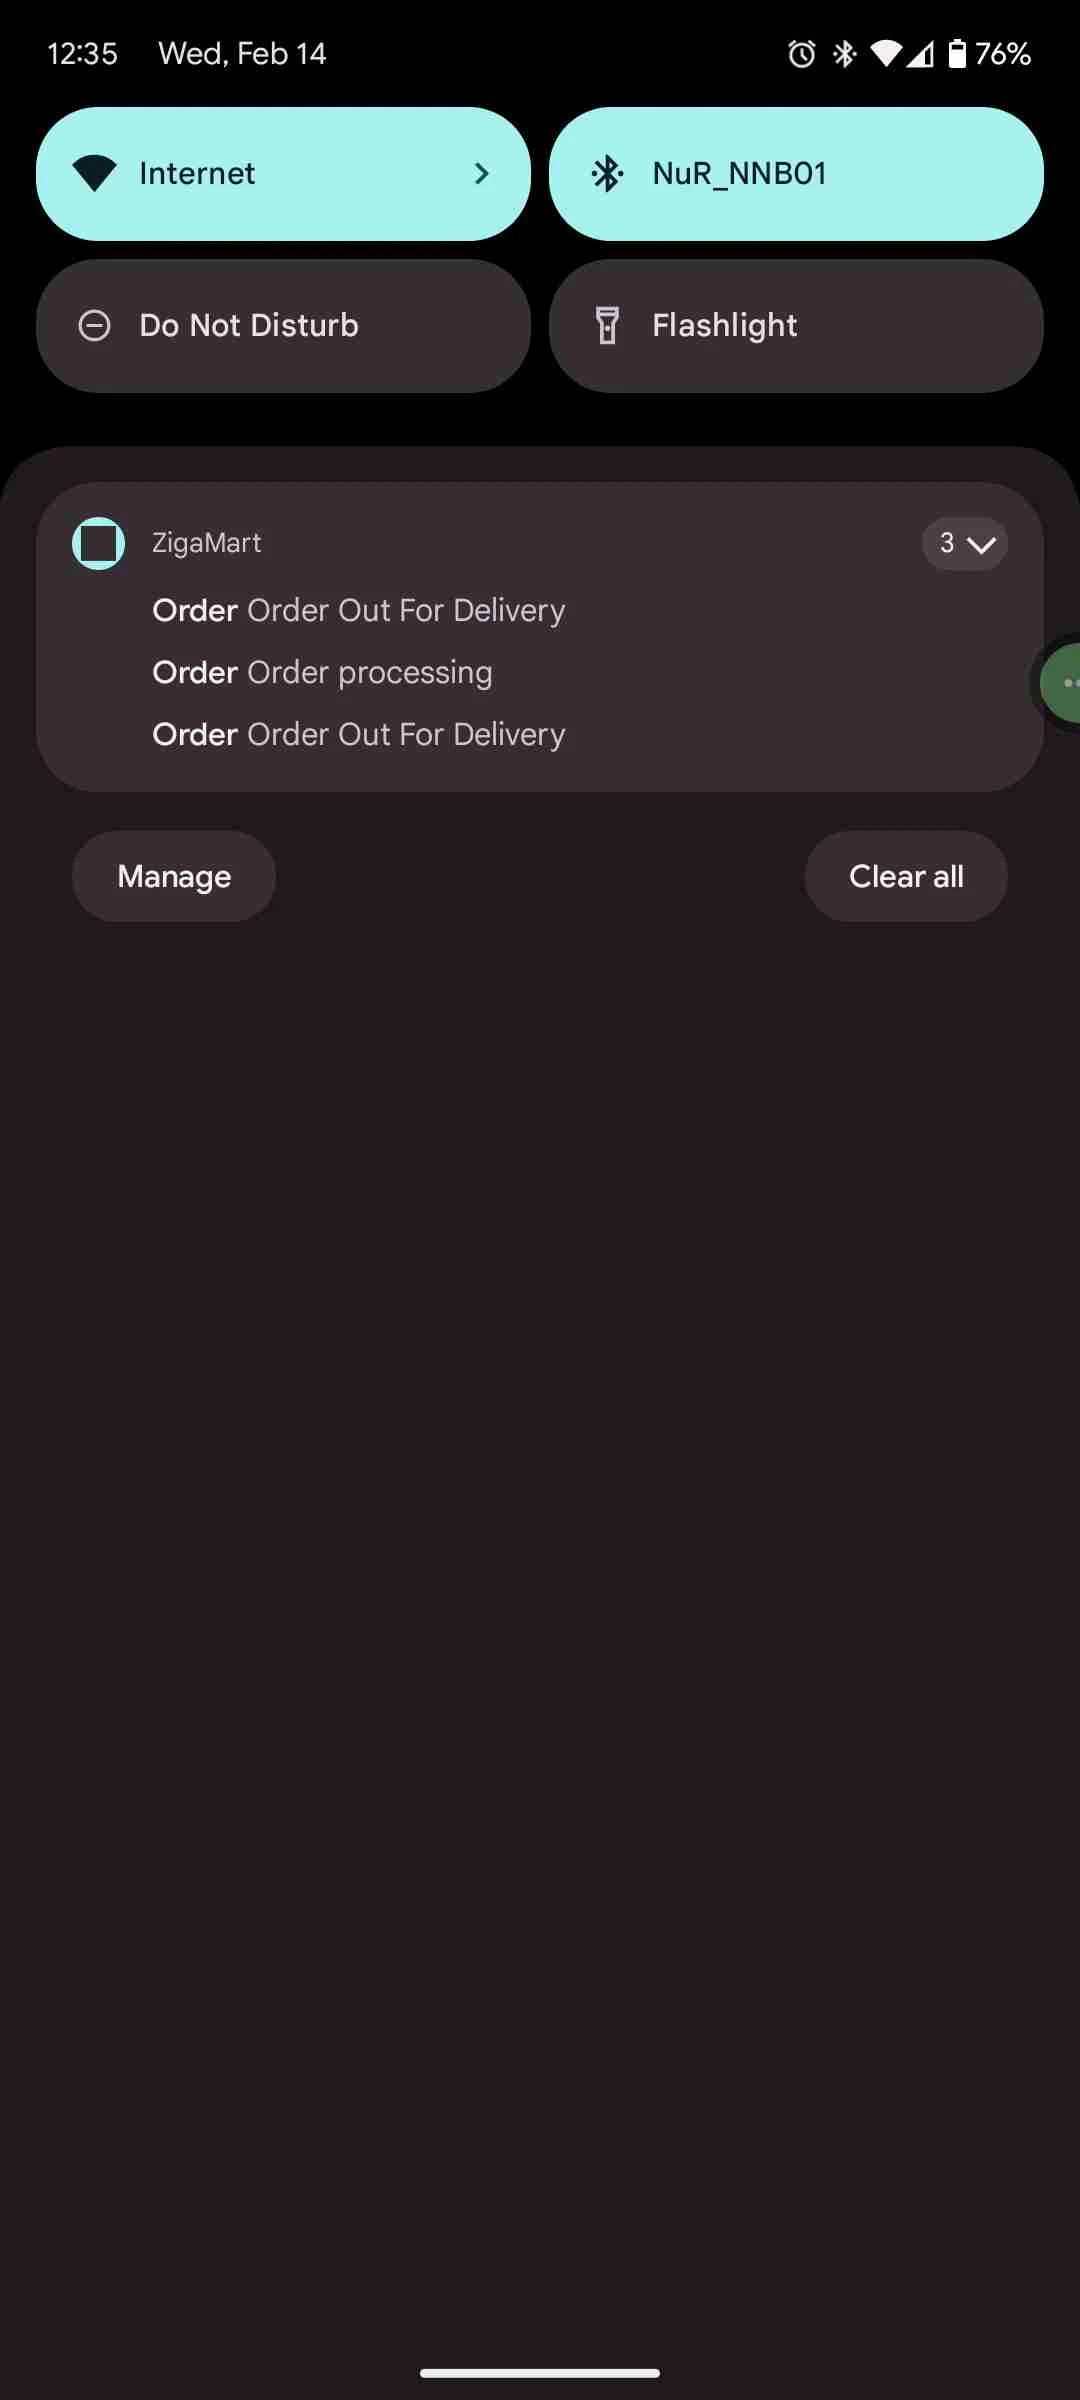 12:35 Wed, Feb 14 76%
Internet NuR_NNB01
Do Not Disturb Flashlight
ZigaMart 3
Order Order Out For Delivery
Order Order processing
Order Order Out For Delivery
Manage Clear all